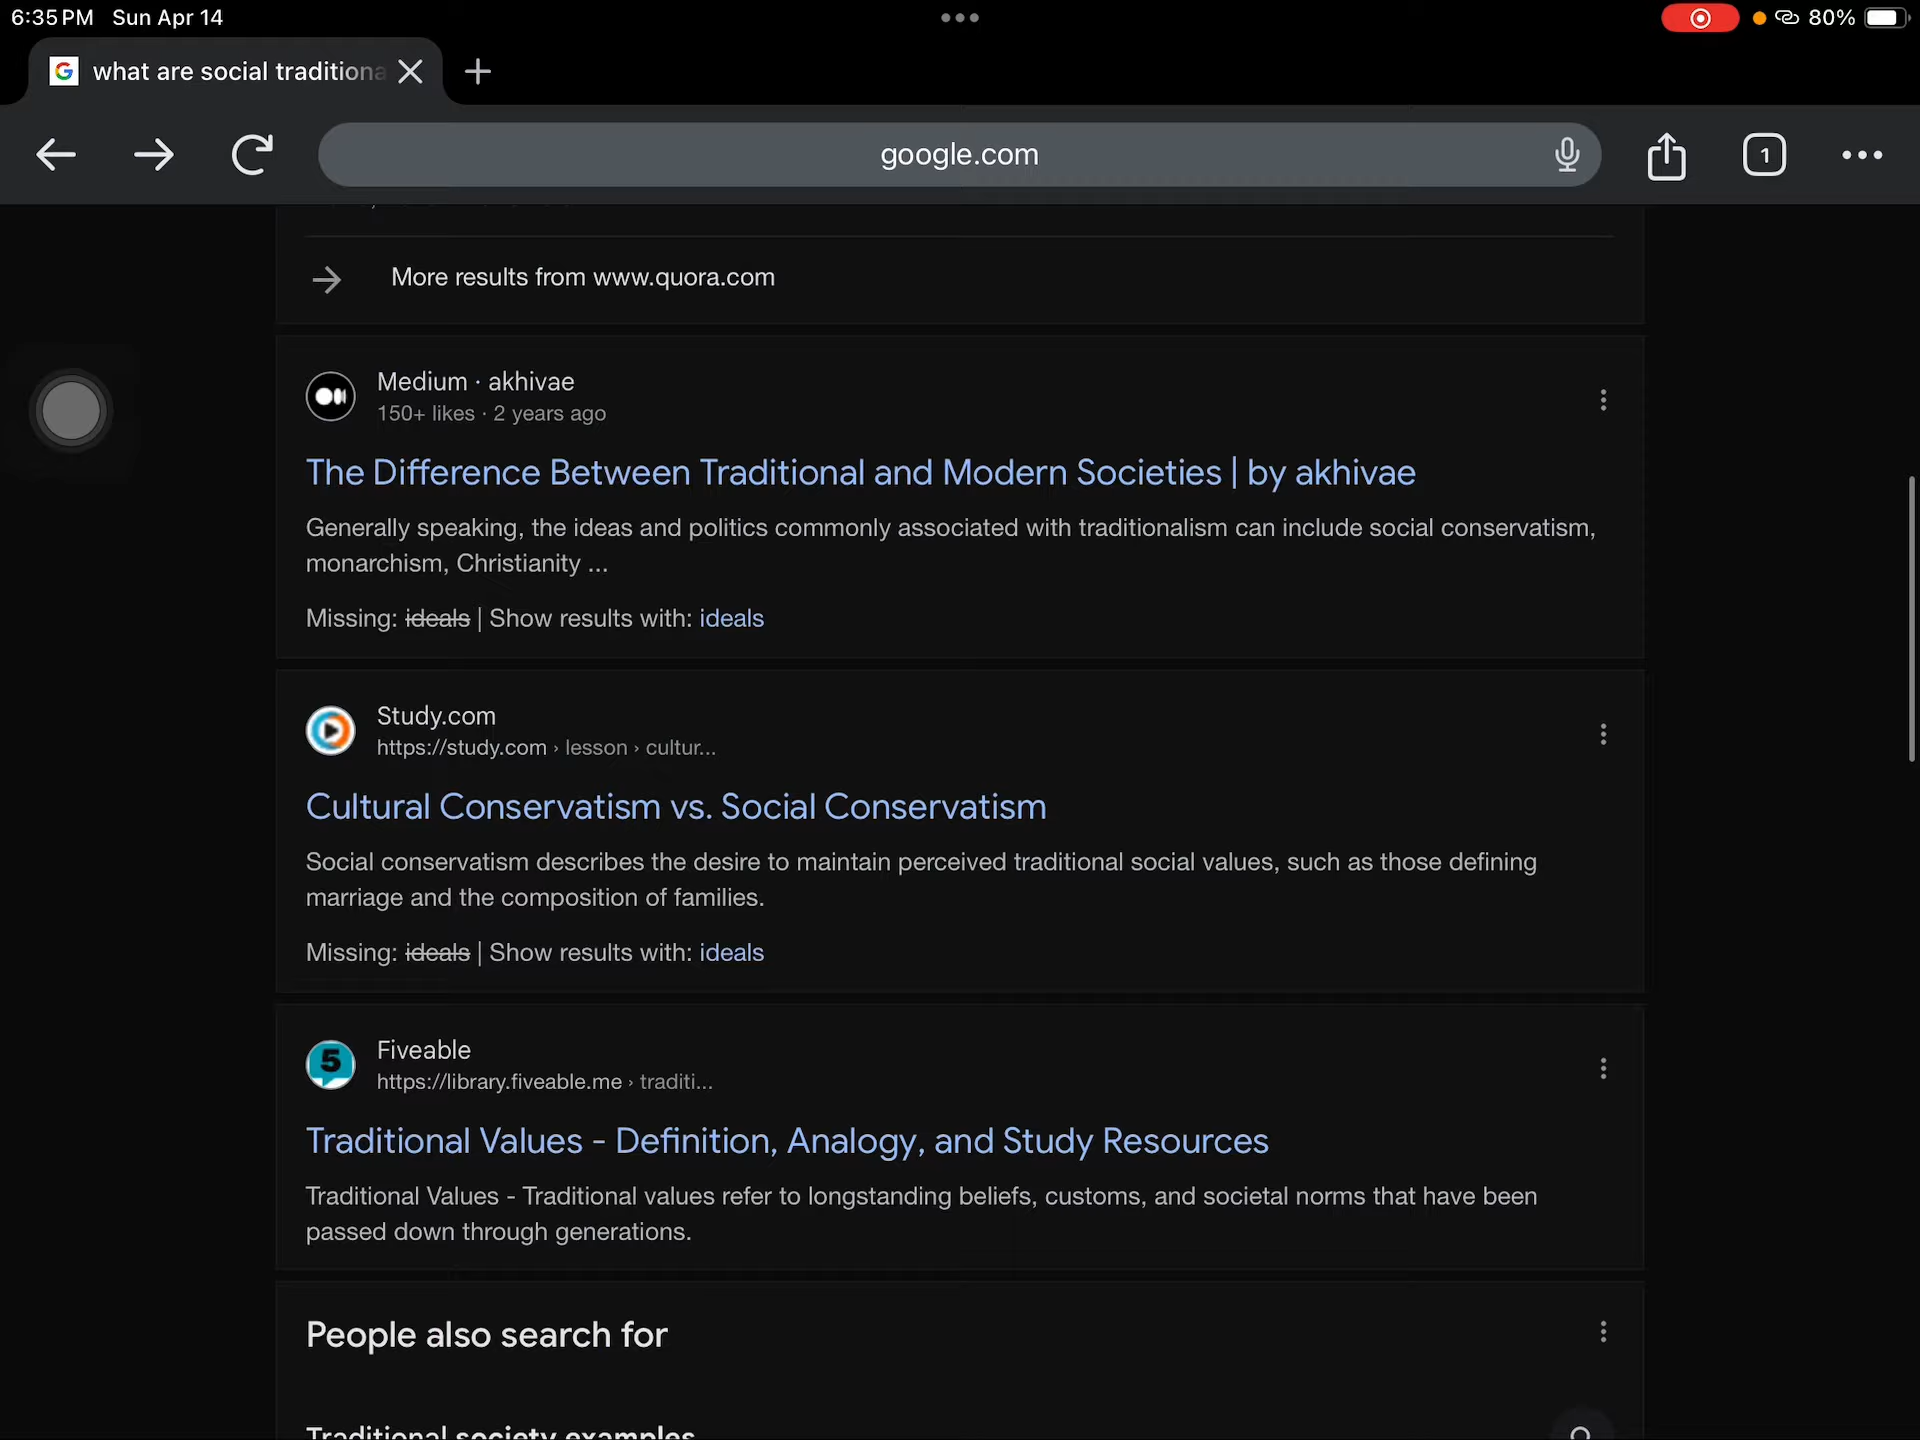 6:35 PM Sun Apr 14
80%
what are social traditiona
google.com
1
More results from www.quora.com
Medium · akhivae
150+ likes · 2 years ago
The Difference Between Traditional and Modern Societies | by akhivae
Generally speaking, the ideas and politics commonly associated with traditionalism can include social conservatism,
monarchism, Christianity ...
Missing: ideals | Show results with: ideals
Study.com
https://study.com › lesson › cultur...
Cultural Conservatism vs. Social Conservatism
Social conservatism describes the desire to maintain perceived traditional social values, such as those defining
marriage and the composition of families.
Missing: ideals | Show results with: ideals
5
Fiveable
https://library.fiveable.me › traditi...
Traditional Values - Definition, Analogy, and Study Resources
Traditional Values - Traditional values refer to longstanding beliefs, customs, and societal norms that have been
passed down through generations.
People also search for
Traditional society examples